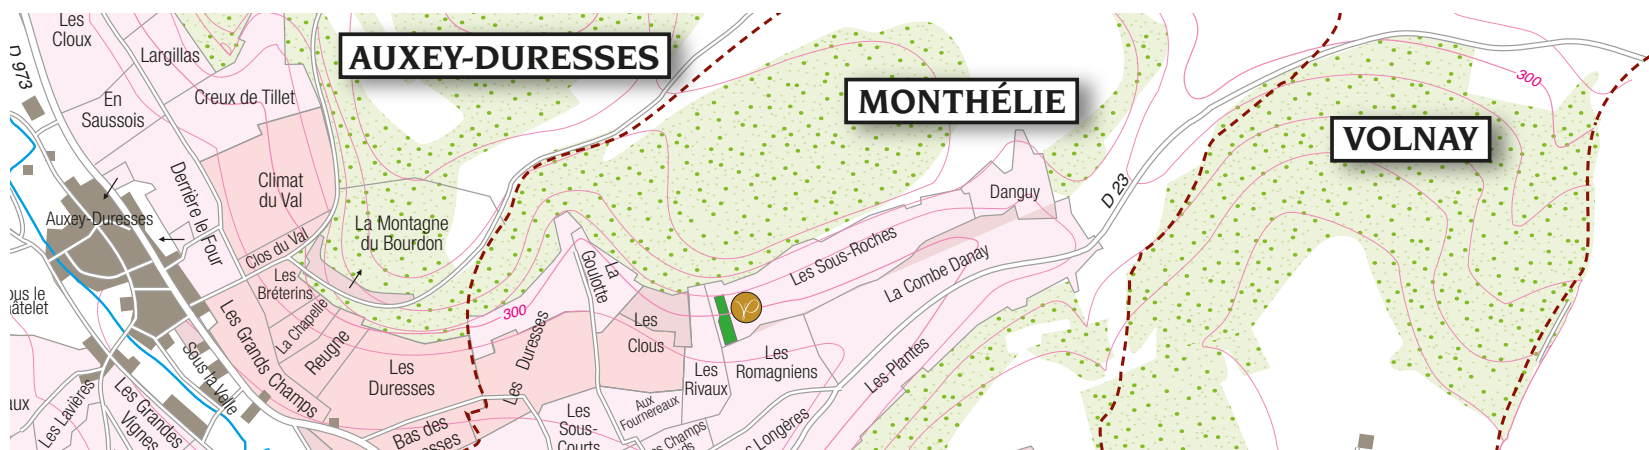 Les
Cloux
Largillas
D 973
En
Saussois
Creux de Tillet
AUXEY-DURESSES
MONTHÉLIE
VOLNAY
300
Derrière le Four
Climat
du Val
Auxey-Duresses
Clos du Val
La Montagne
du Bourdon
Danguy
D 23
La
Goulotte
Les Sous-Roches
La Combe Danay
Les
Bréterins
La Chapelle
Reugne
Les Grands Champs
Sous la Velle
300
Les Duresses
Les
Clous
Les
Duresses
Les
Rivaux
Les
Romagniens
Les Plantes
Aux
Fournereaux
Les Lavières
Les Grandes
Vignes
Bas des
Les
Sous-
Courts
Champs
Longères